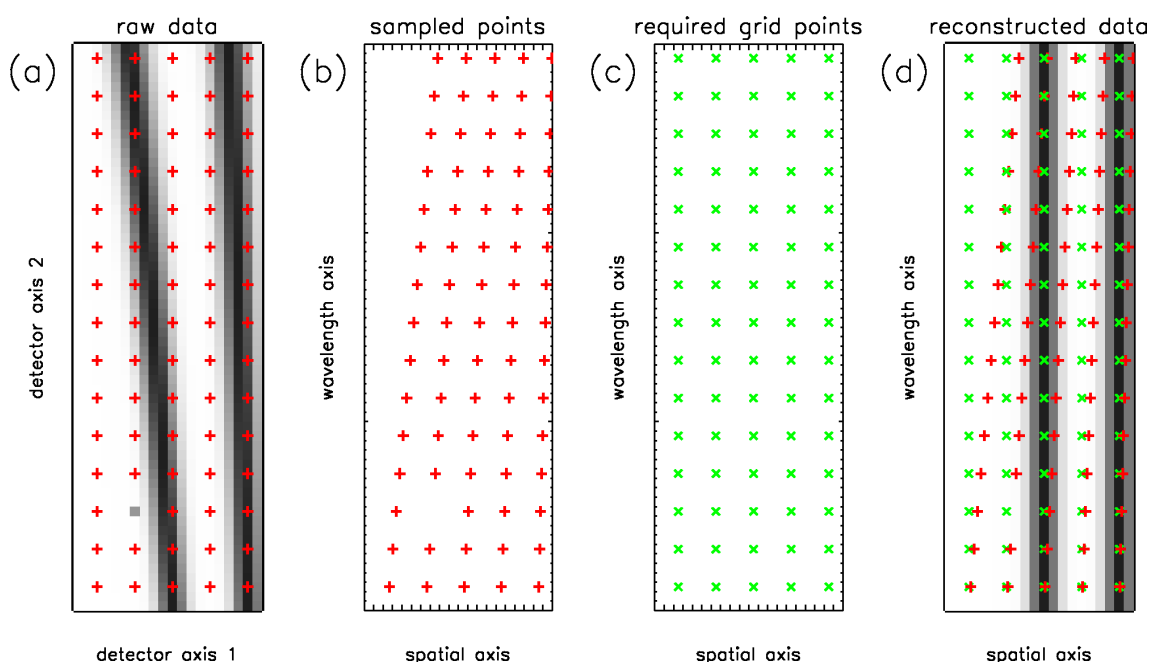 raw data
sampled points
required grid points
reconstructed data
(a)
(b)
(c)
(d)
detector axis 2
wavelength axis
wavelength axis
wavelength axis
detector axis 1
spatial axis
spatial axis
spatial axis